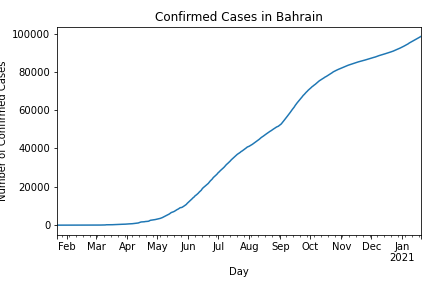 Confirmed Cases in Bahrain
Number of Confirmed Cases
100000
80000
60000
40000
20000
0
Feb Mar Apr May Jun Jul Aug Sep Oct Nov Dec Jan
2021
Day